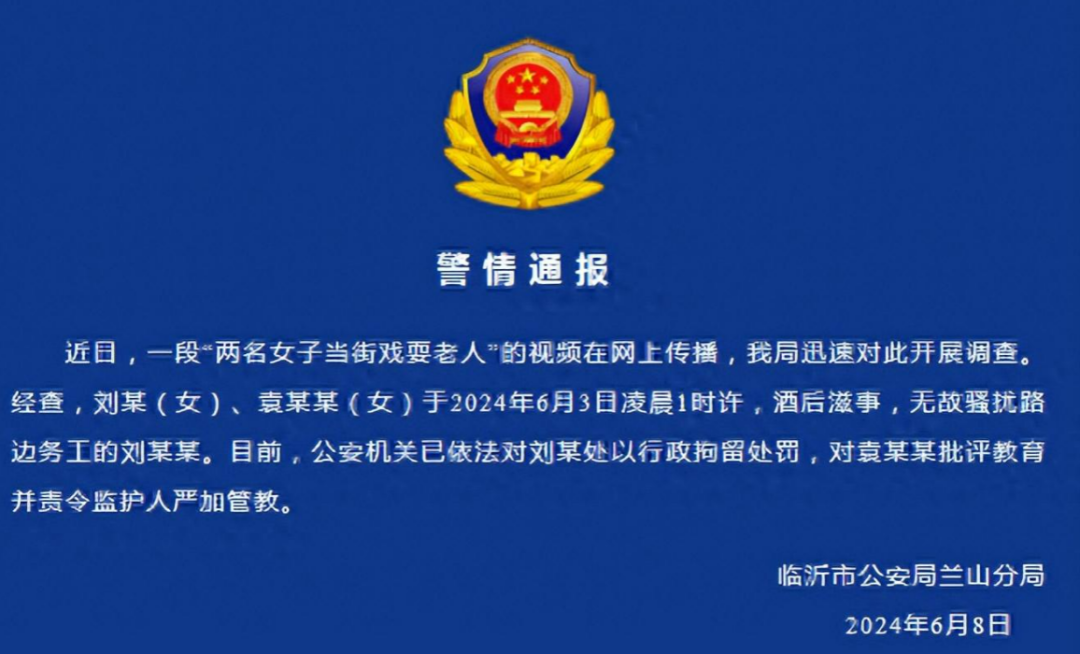 警情通报
近日，一段“两名女子当街戏耍老人”的视频在网上传播，我局迅速对此开展调查。
经查，刘某（女）、袁某某（女）于2024年6月3日凌晨1时许，酒后滋事，无故骚扰路
边务工的刘某某。目前，公安机关已依法对刘某处以行政拘留处罚，对袁某某批评教育
并责令监护人严加管教。
临沂市公安局兰山分局
2024年6月8日